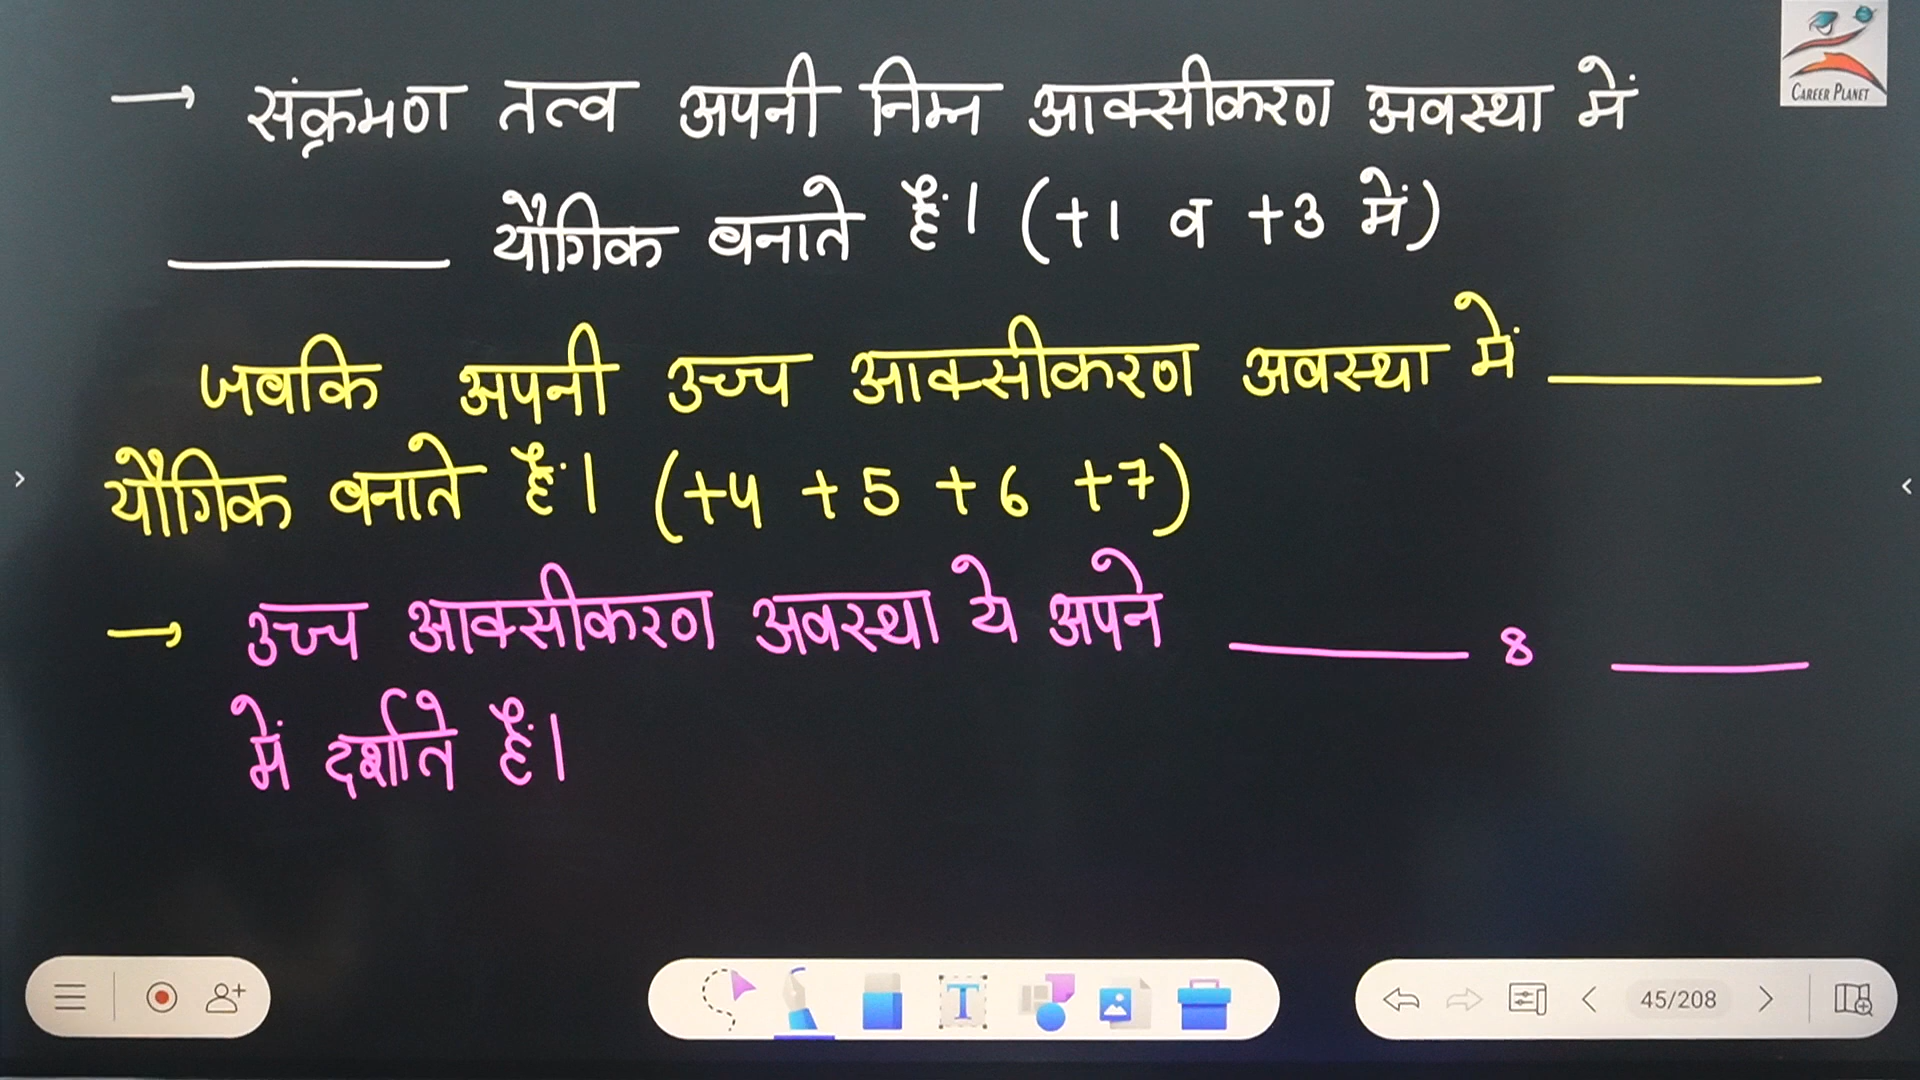 CAREER PLANET
→ संक्रमण तत्व अपनी निम्न आक्सीकरण अवस्था में
______ यौगिक बनाते हैं। (+1 व +3 में)
जबकि अपनी उच्च आक्सीकरण अवस्था में ______
यौगिक बनाते हैं। (+4 +5 +6 +7)
→ उच्च आक्सीकरण अवस्था ये अपने ______ 8 ______
में दर्शाते हैं।
T
45/208